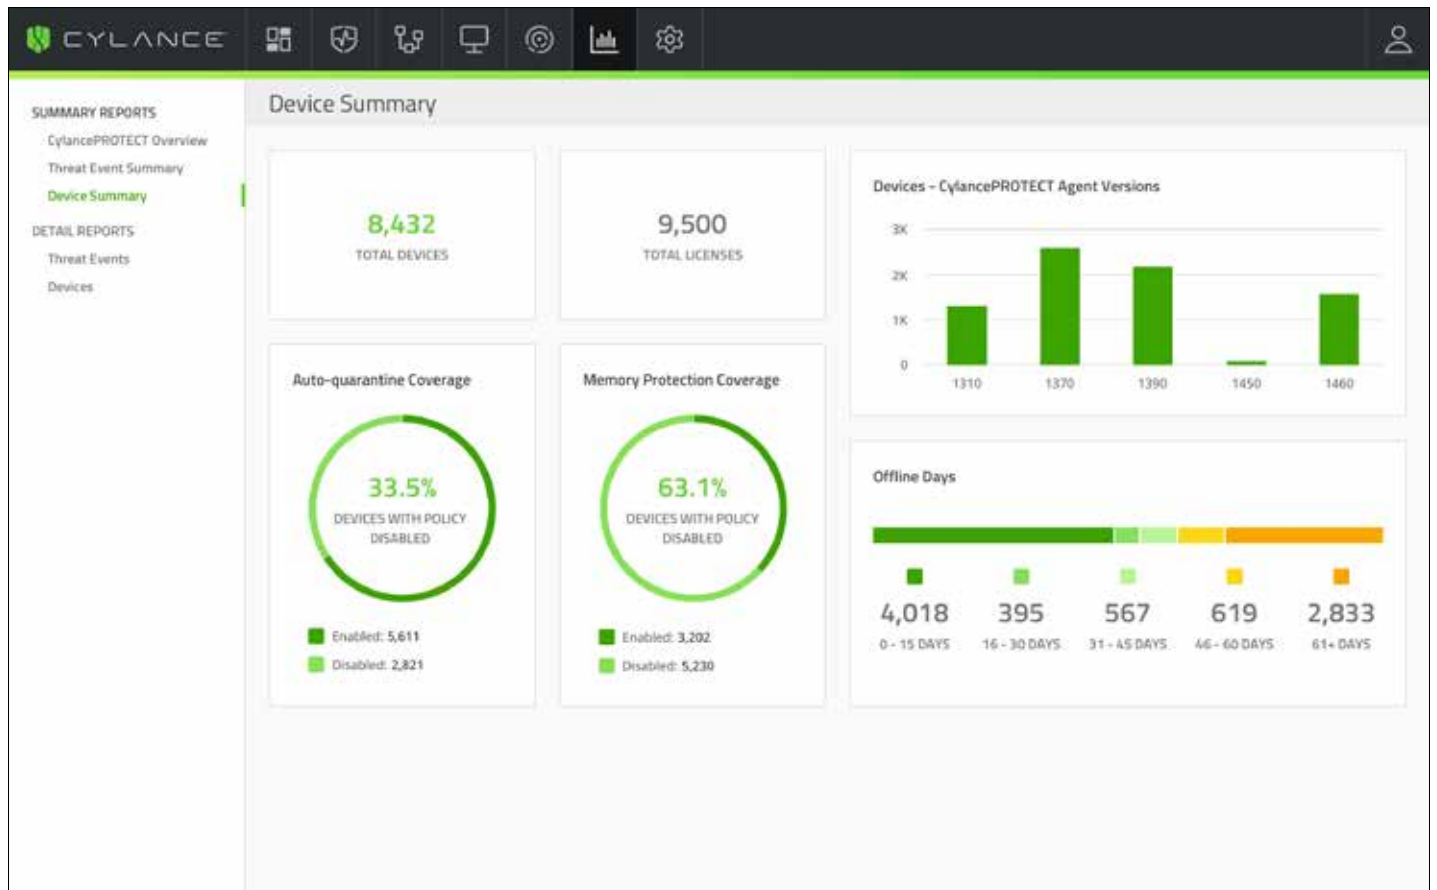 CYLANCE
SUMMARY REPORTS
CylancePROTECT Overview
Threat Event Summary
Device Summary
DETAIL REPORTS
Threat Events
Devices
Device Summary
8,432
TOTAL DEVICES
9,500
TOTAL LICENSES
Devices - CylancePROTECT Agent Versions
3K
2K
1K
0
1310 1370 1390 1450 1460
Auto-quarantine Coverage
33.5%
DEVICES WITH POLICY
DISABLED
Enabled: 5,611
Disabled: 2,821
Memory Protection Coverage
63.1%
DEVICES WITH POLICY
DISABLED
Enabled: 3,202
Disabled: 5,230
Offline Days
4,018 395 567 619 2,833
0 - 15 DAYS 16 - 30 DAYS 31 - 45 DAYS 46 - 60 DAYS 61+ DAYS